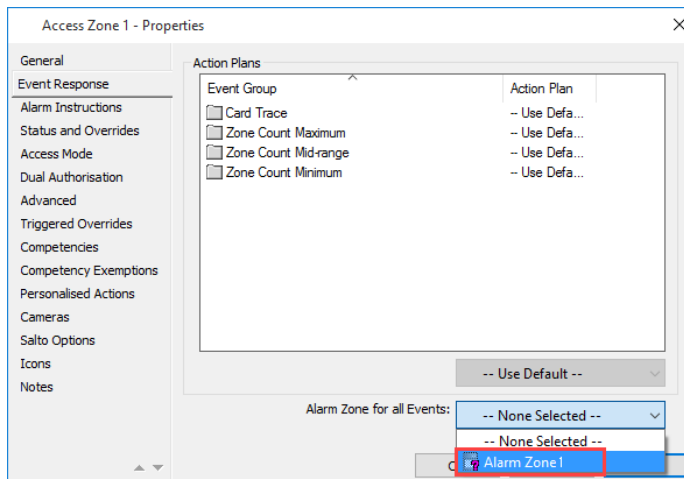 Access Zone 1 - Properties
General
Event Response
Alarm Instructions
Status and Overrides
Access Mode
Dual Authorisation
Advanced
Triggered Overrides
Competencies
Competency Exemptions
Personalised Actions
Cameras
Salto Options
Icons
Notes
Action Plans
Event Group Action Plan
Card Trace -- Use Defa...
Zone Count Maximum -- Use Defa...
Zone Count Mid-range -- Use Defa...
Zone Count Minimum -- Use Defa...
-- Use Default --
Alarm Zone for all Events: -- None Selected --
-- None Selected --
Alarm Zone1